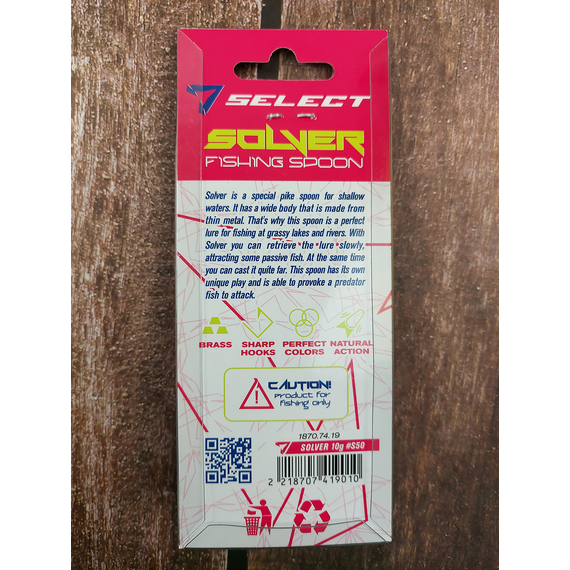 SELECT
SOLVER
FISHING SPOON
Solver is a special pike spoon for shallow
waters. It has a wide body that is made from
thin metal. That's why this spoon is a perfect
lure for fishing at grassy lakes and rivers. With
Solver you can retrieve the lure slowly,
attracting some passive fish. At the same time
you can cast it quite far. This spoon has its own
unique play and is able to provoke a predator
fish to attack.
BRASS SHARP PERFECT NATURAL
HOOKS COLORS ACTION
CAUTION!
product for
fishing only
1870.74.19
SOLVER 10g #S50
2 218707 419010